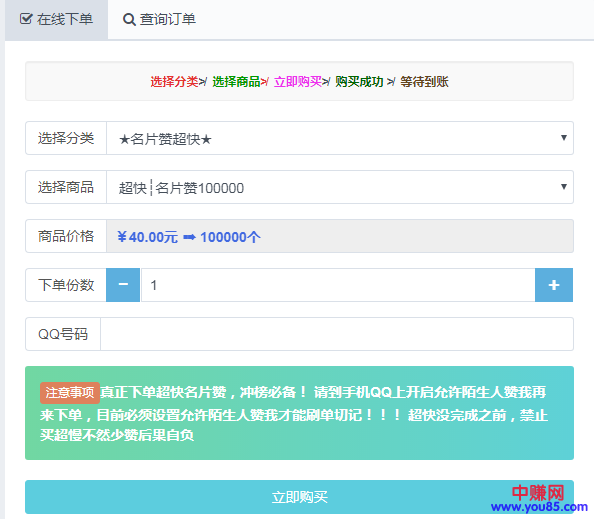 在线下单 查询订单
选择分类>/ 选择商品>/ 立即购买>/ 购买成功 >/ 等待到账
选择分类 ★名片赞超快★
选择商品 超快┆名片赞100000
商品价格 ¥40.00元 ➡ 100000个
下单份数 − 1 +
QQ号码
注意事项 真正下单超快名片赞，冲榜必备！ 请到手机QQ上开启允许陌生人赞我再
来下单，目前必须设置允许陌生人赞我才能刷单切记！！！ 超快没完成之前，禁止
买超慢不然少赞后果自负
立即购买
中赚网
www.you85.com